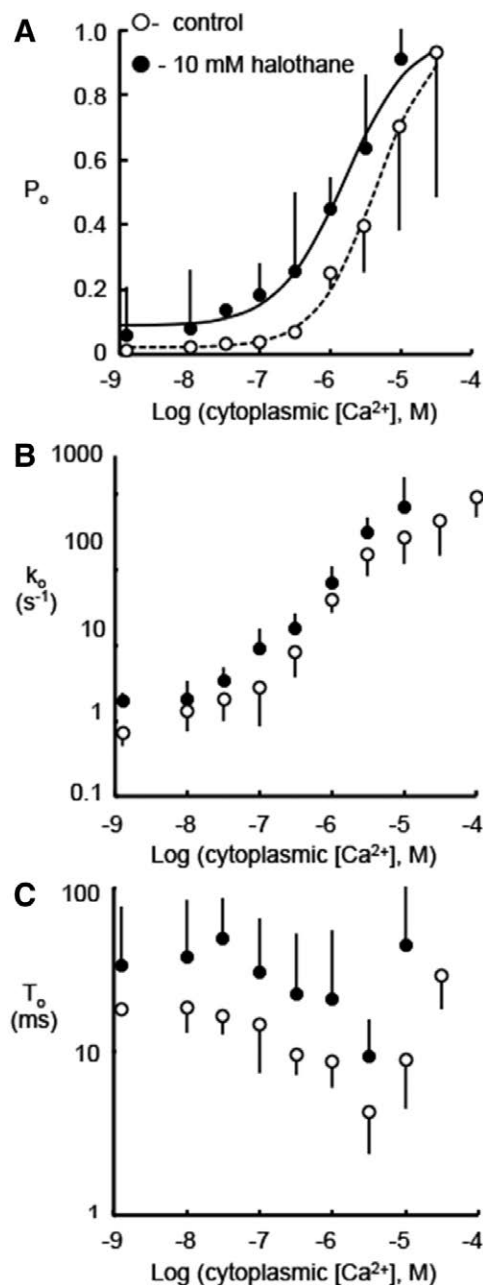 A
○- control
● - 10 mM halothane
1.0
0.8
0.6
0.4
0.2
0
Pₒ
-9 -8 -7 -6 -5 -4
Log (cytoplasmic [Ca²⁺], M)
B
1000
100
10
1
0.1
kₒ
(s⁻¹)
-9 -8 -7 -6 -5 -4
Log (cytoplasmic [Ca²⁺], M)
C
100
10
1
Tₒ
(ms)
-9 -8 -7 -6 -5 -4
Log (cytoplasmic [Ca²⁺], M)